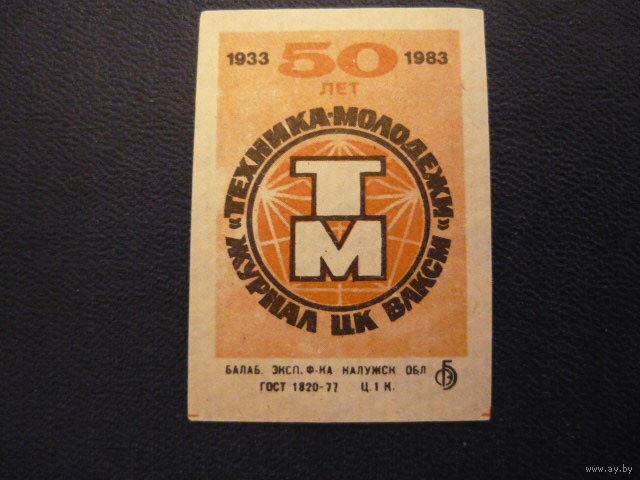 1933 50 1983
ЛЕТ
«ТЕХНИКА-МОЛОДЕЖИ»
ТМ
ЖУРНАЛ ЦК ВЛКСМ
БАЛАБ. ЭКСП. Ф-КА КАЛУЖСК ОБЛ
ГОСТ 1820-77 Ц. 1 К.
www.ay.by